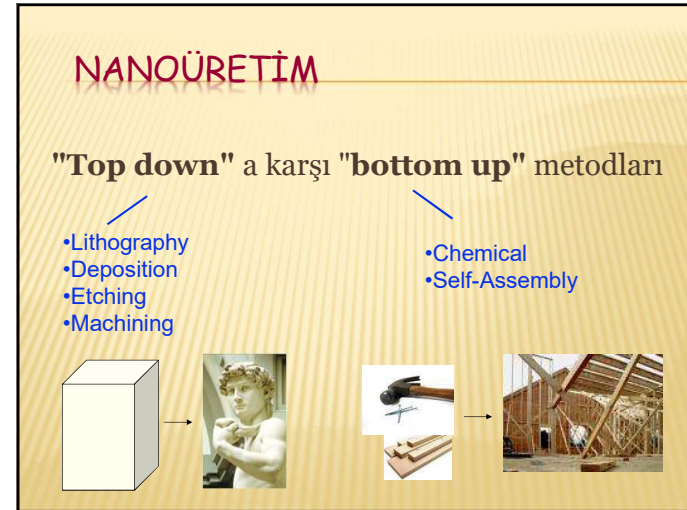 NANOÜRETİM
"Top down" a karşı "bottom up" metodları
•Lithography
•Deposition
•Etching
•Machining
•Chemical
•Self-Assembly